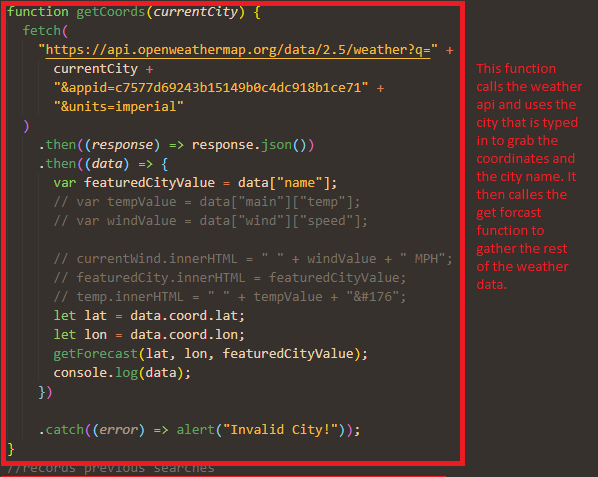 function getCoords(currentCity) {
fetch(
"https://api.openweathermap.org/data/2.5/weather?q=" +
currentCity +
"&appid=c7577d69243b15149b0c4dc918b1ce71" +
"&units=imperial"
)
.then((response) => response.json())
.then((data) => {
var featuredCityValue = data["name"];
// var tempValue = data["main"]["temp"];
// var windValue = data["wind"]["speed"];
// currentWind.innerHTML = " " + windValue + " MPH";
// featuredCity.innerHTML = featuredCityValue;
// temp.innerHTML = " " + tempValue + "&#176";
let lat = data.coord.lat;
let lon = data.coord.lon;
getForecast(lat, lon, featuredCityValue);
console.log(data);
})
.catch((error) => alert("Invalid City!"));
}
//records previous searches
This function
calls the weather
api and uses the
city that is typed
in to grab the
coordinates and
the city name. It
then calles the
get forcast
function to
gather the rest
of the weather
data.